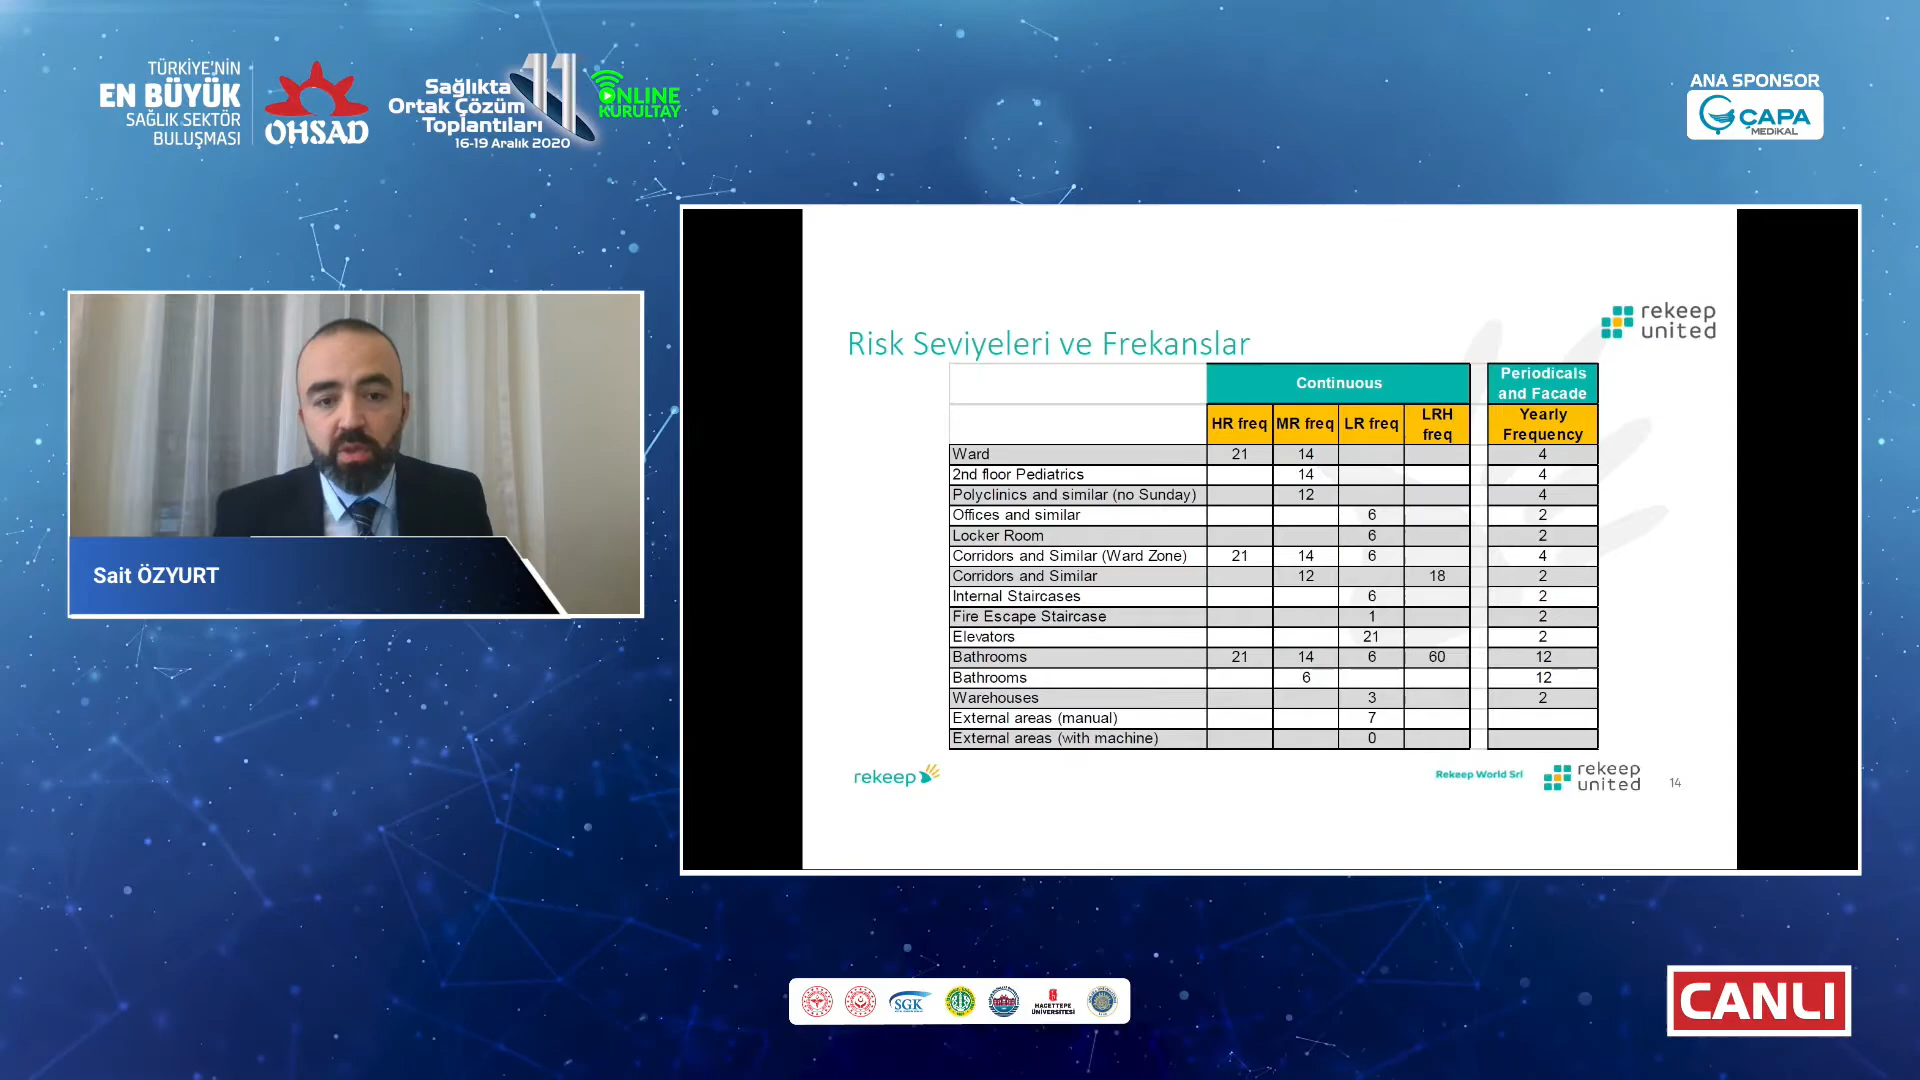 TÜRKİYE'NİN
EN BÜYÜK
SAĞLIK SEKTÖR
BULUŞMASI
OHSAD
Sağlıkta
Ortak Çözüm
Toplantıları
11
16-19 Aralık 2020
ONLINE
KURULTAY
ANA SPONSOR
ÇAPA
MEDİKAL
Sait ÖZYURT
rekeep
united
Risk Seviyeleri ve Frekanslar
Continuous Periodicals and Facade
HR freq MR freq LR freq LRH freq Yearly Frequency
Ward 21 14 4
2nd floor Pediatrics 14 4
Polyclinics and similar (no Sunday) 12 4
Offices and similar 6 2
Locker Room 6 2
Corridors and Similar (Ward Zone) 21 14 6 4
Corridors and Similar 12 18 2
Internal Staircases 6 2
Fire Escape Staircase 1 2
Elevators 21 2
Bathrooms 21 14 6 60 12
Bathrooms 6 12
Warehouses 3 2
External areas (manual) 7
External areas (with machine) 0
rekeep
Rekeep World Srl
rekeep
united
14
SGK
HACETTEPE
ÜNİVERSİTESİ
CANLI